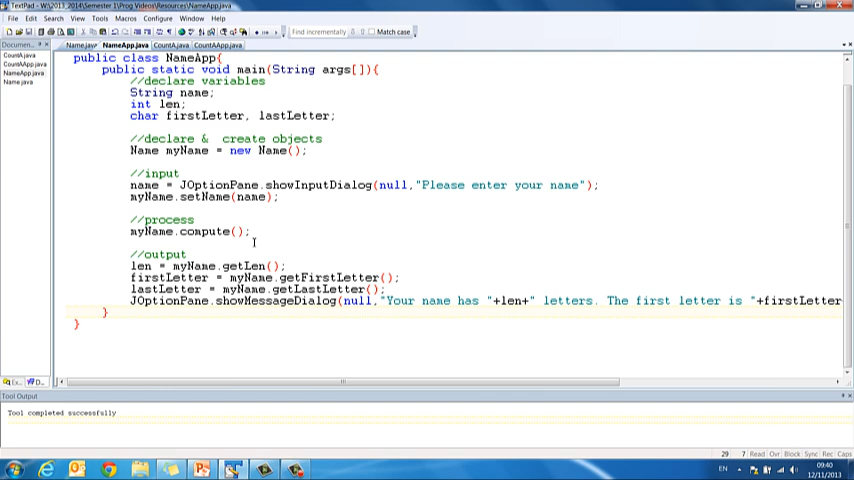 TextPad - W:\2013_2014\Semester 1\Prog Videos\Resources\NameApp.java
File Edit Search View Tools Macros Configure Window Help
Find incrementally Match case
Documen...
Name.java NameApp.java CountA.java CountAApp.java
CountA.java
CountAApp.java
NameApp.java
Name.java
public class NameApp{
public static void main(String args[]){
//declare variables
String name;
int len;
char firstLetter, lastLetter;
//declare & create objects
Name myName = new Name();
//input
name = JOptionPane.showInputDialog(null,"Please enter your name");
myName.setName(name);
//process
myName.compute();
//output
len = myName.getLen();
firstLetter = myName.getFirstLetter();
lastLetter = myName.getLastLetter();
JOptionPane.showMessageDialog(null,"Your name has "+len+" letters. The first letter is "+firstLetter
}
}
Ex... D...
Tool Output
Tool completed successfully
29 7 Read Ovr Block Sync Rec Caps
EN
09:40
12/11/2013